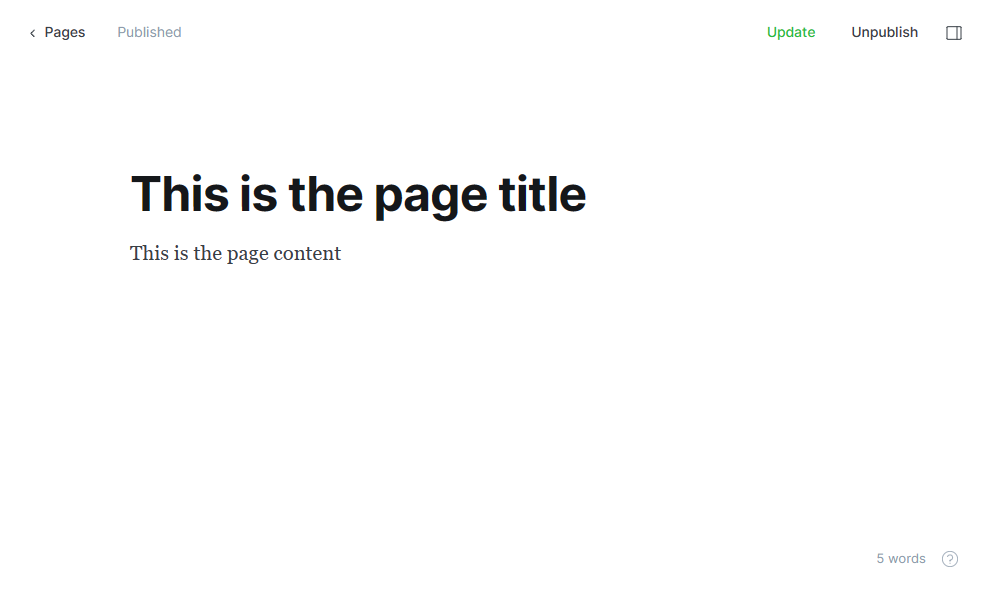 Pages Published Update Unpublish
This is the page title
This is the page content
5 words